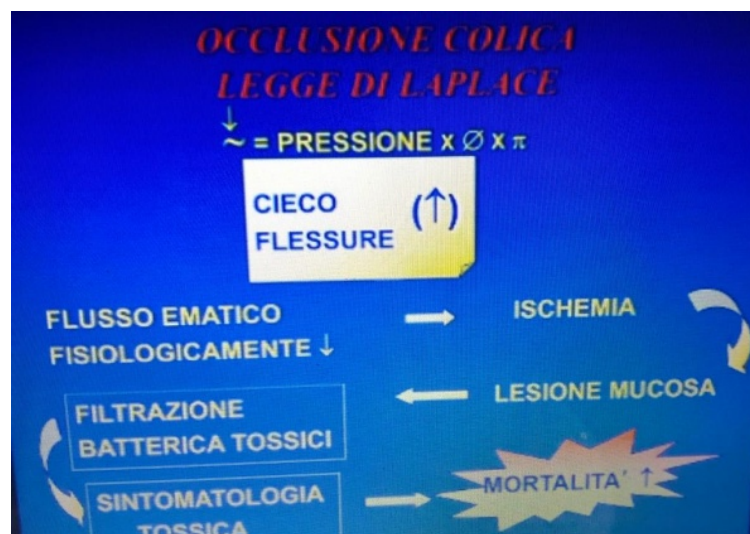 OCCLUSIONE COLICA
LEGGE DI LAPLACE
↓
~ = PRESSIONE X Ø X π
CIECO (↑)
FLESSURE
FLUSSO EMATICO
FISIOLOGICAMENTE ↓
ISCHEMIA
LESIONE MUCOSA
FILTRAZIONE
BATTERICA TOSSICI
SINTOMATOLOGIA
TOSSICA
MORTALITA' ↑